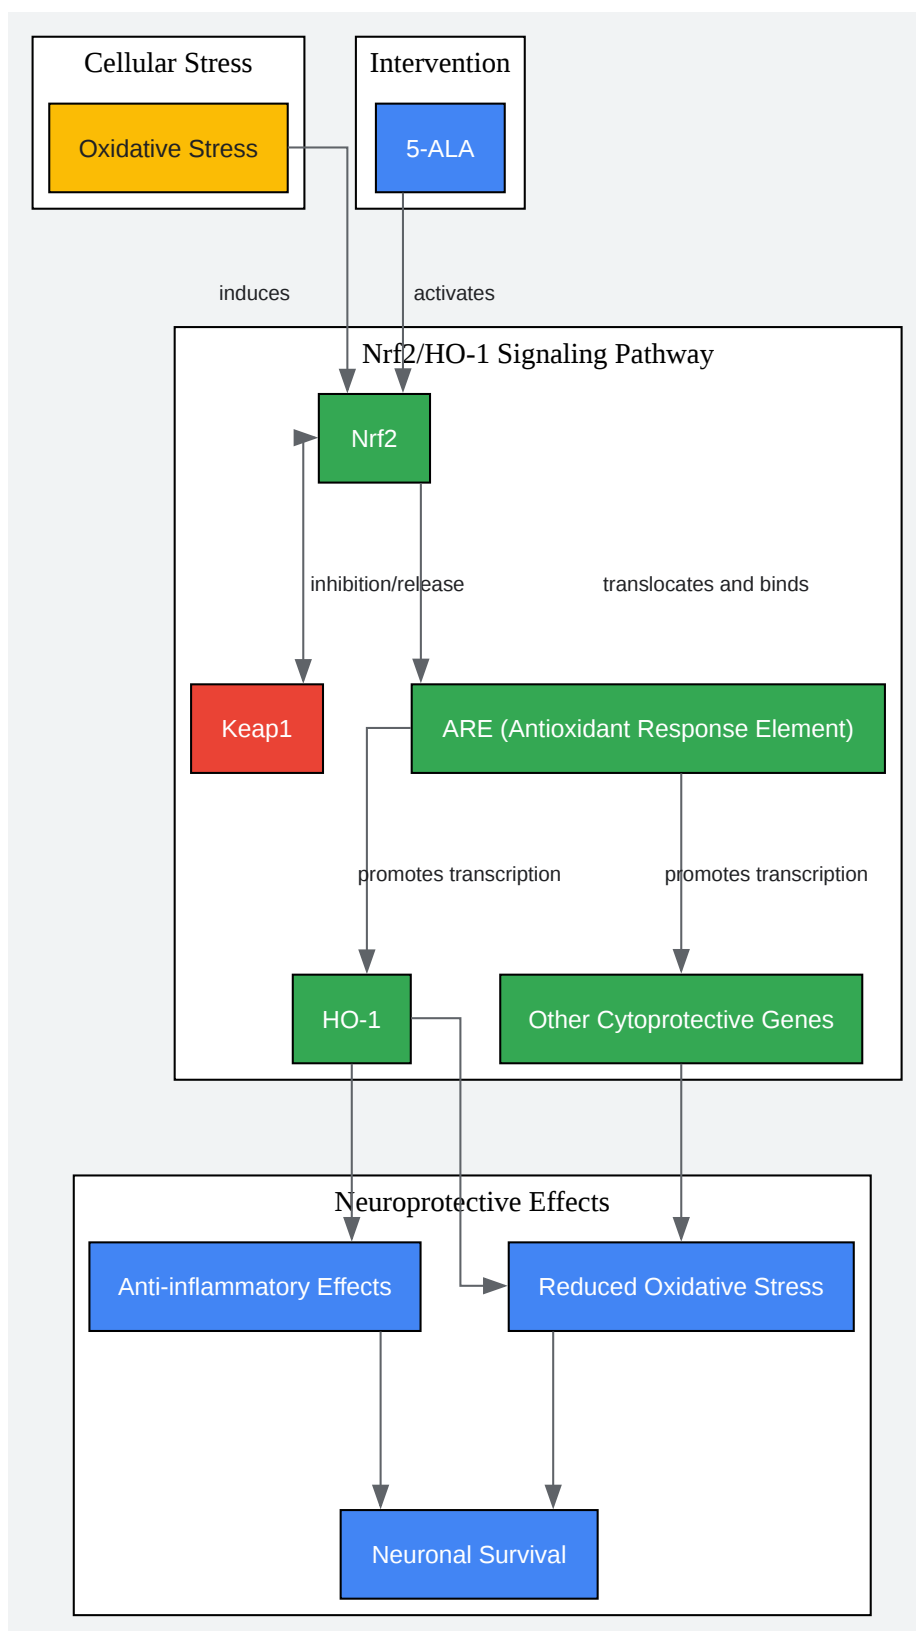 Cellular Stress
Intervention
Oxidative Stress
5-ALA
induces
activates
Nrf2/HO-1 Signaling Pathway
Nrf2
inhibition/release
translocates and binds
Keap1
ARE (Antioxidant Response Element)
promotes transcription
promotes transcription
HO-1
Other Cytoprotective Genes
Neuroprotective Effects
Anti-inflammatory Effects
Reduced Oxidative Stress
Neuronal Survival